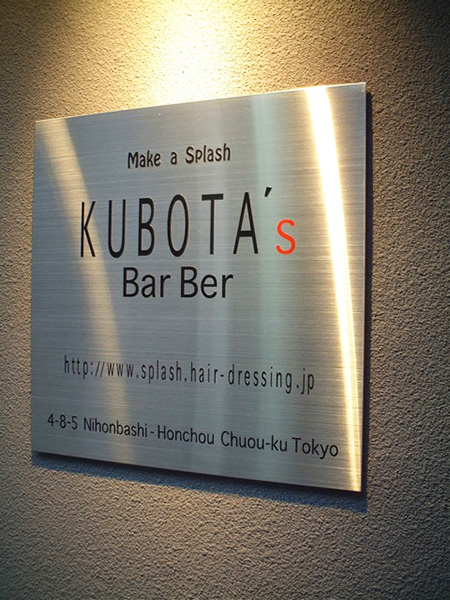 Make a Splash
KUBOTA's
Bar Ber
http://www.splash.hair-dressing.jp
4-8-5 Nihonbashi-Honchou Chuou-ku Tokyo